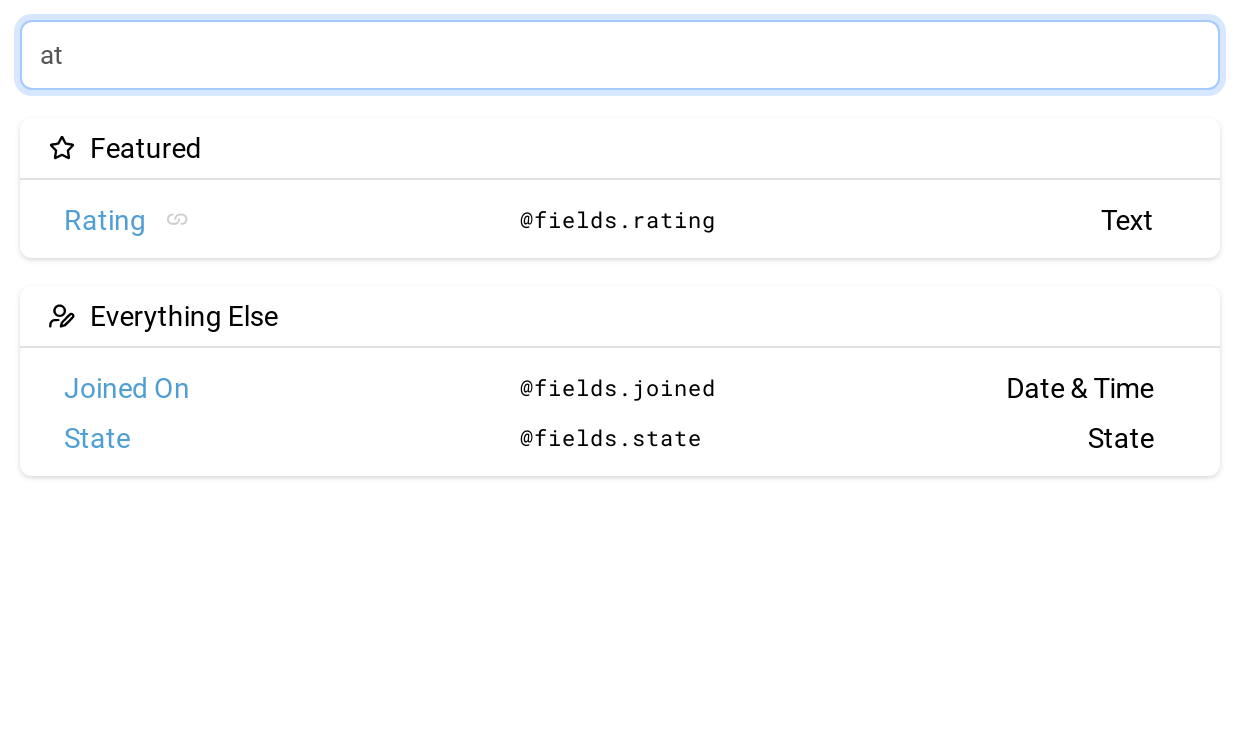 at
Featured
Rating @fields.rating Text
Everything Else
Joined On @fields.joined Date & Time
State @fields.state State